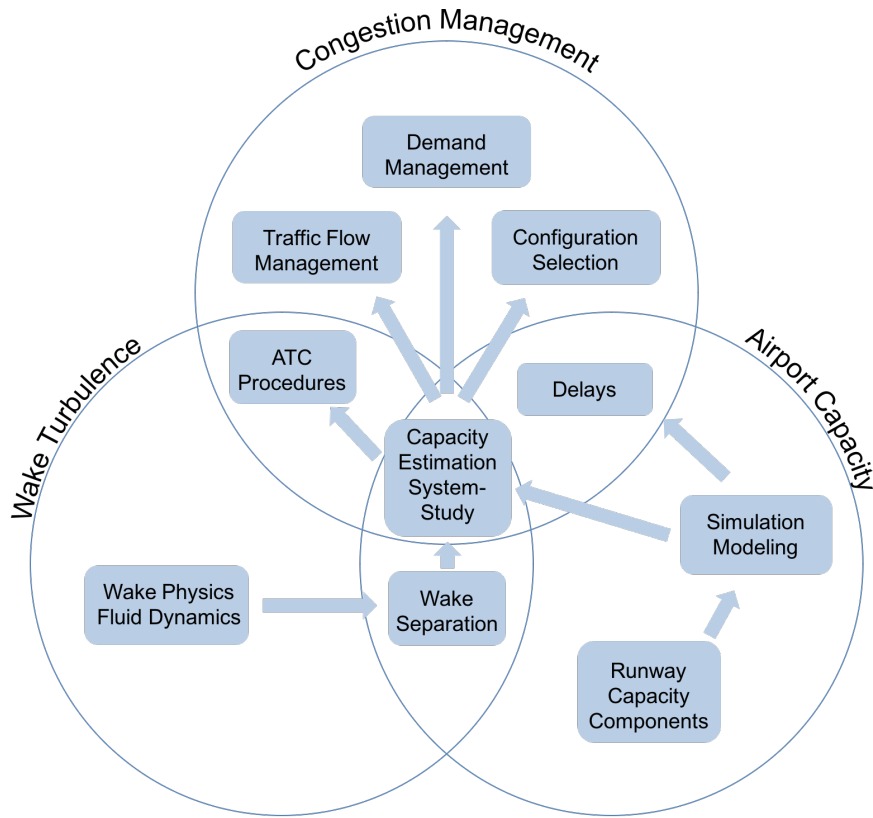 Congestion Management
Demand
Management
Traffic Flow
Management
Configuration
Selection
Wake Turbulence
Airport Capacity
ATC
Procedures
Delays
Capacity
Estimation
System-
Study
Simulation
Modeling
Wake Physics
Fluid Dynamics
Wake
Separation
Runway
Capacity
Components